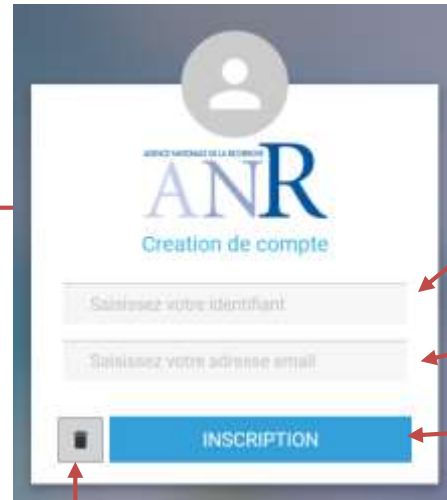 AGENCE NATIONALE DE LA RECHERCHE
ANR
Creation de compte
Saisissez votre identifiant
Saisissez votre adresse email
INSCRIPTION